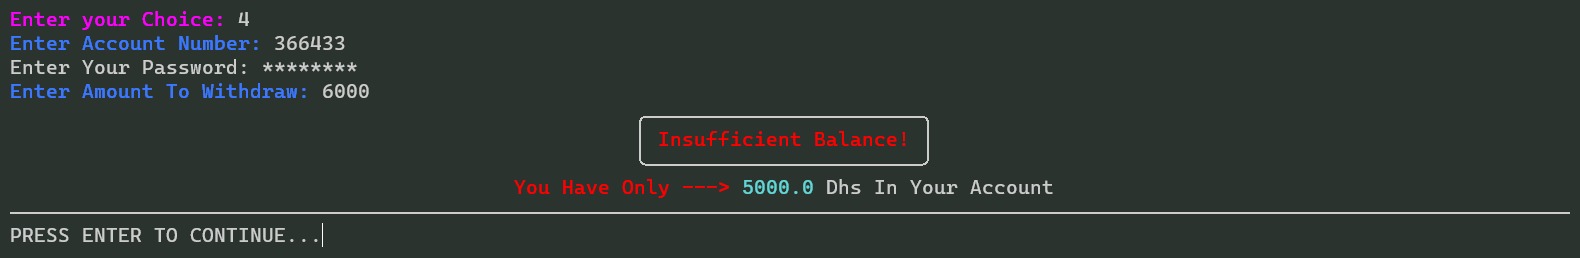 Enter your Choice: 4
Enter Account Number: 366433
Enter Your Password: ********
Enter Amount To Withdraw: 6000
Insufficient Balance!
You Have Only ---> 5000.0 Dhs In Your Account
PRESS ENTER TO CONTINUE...